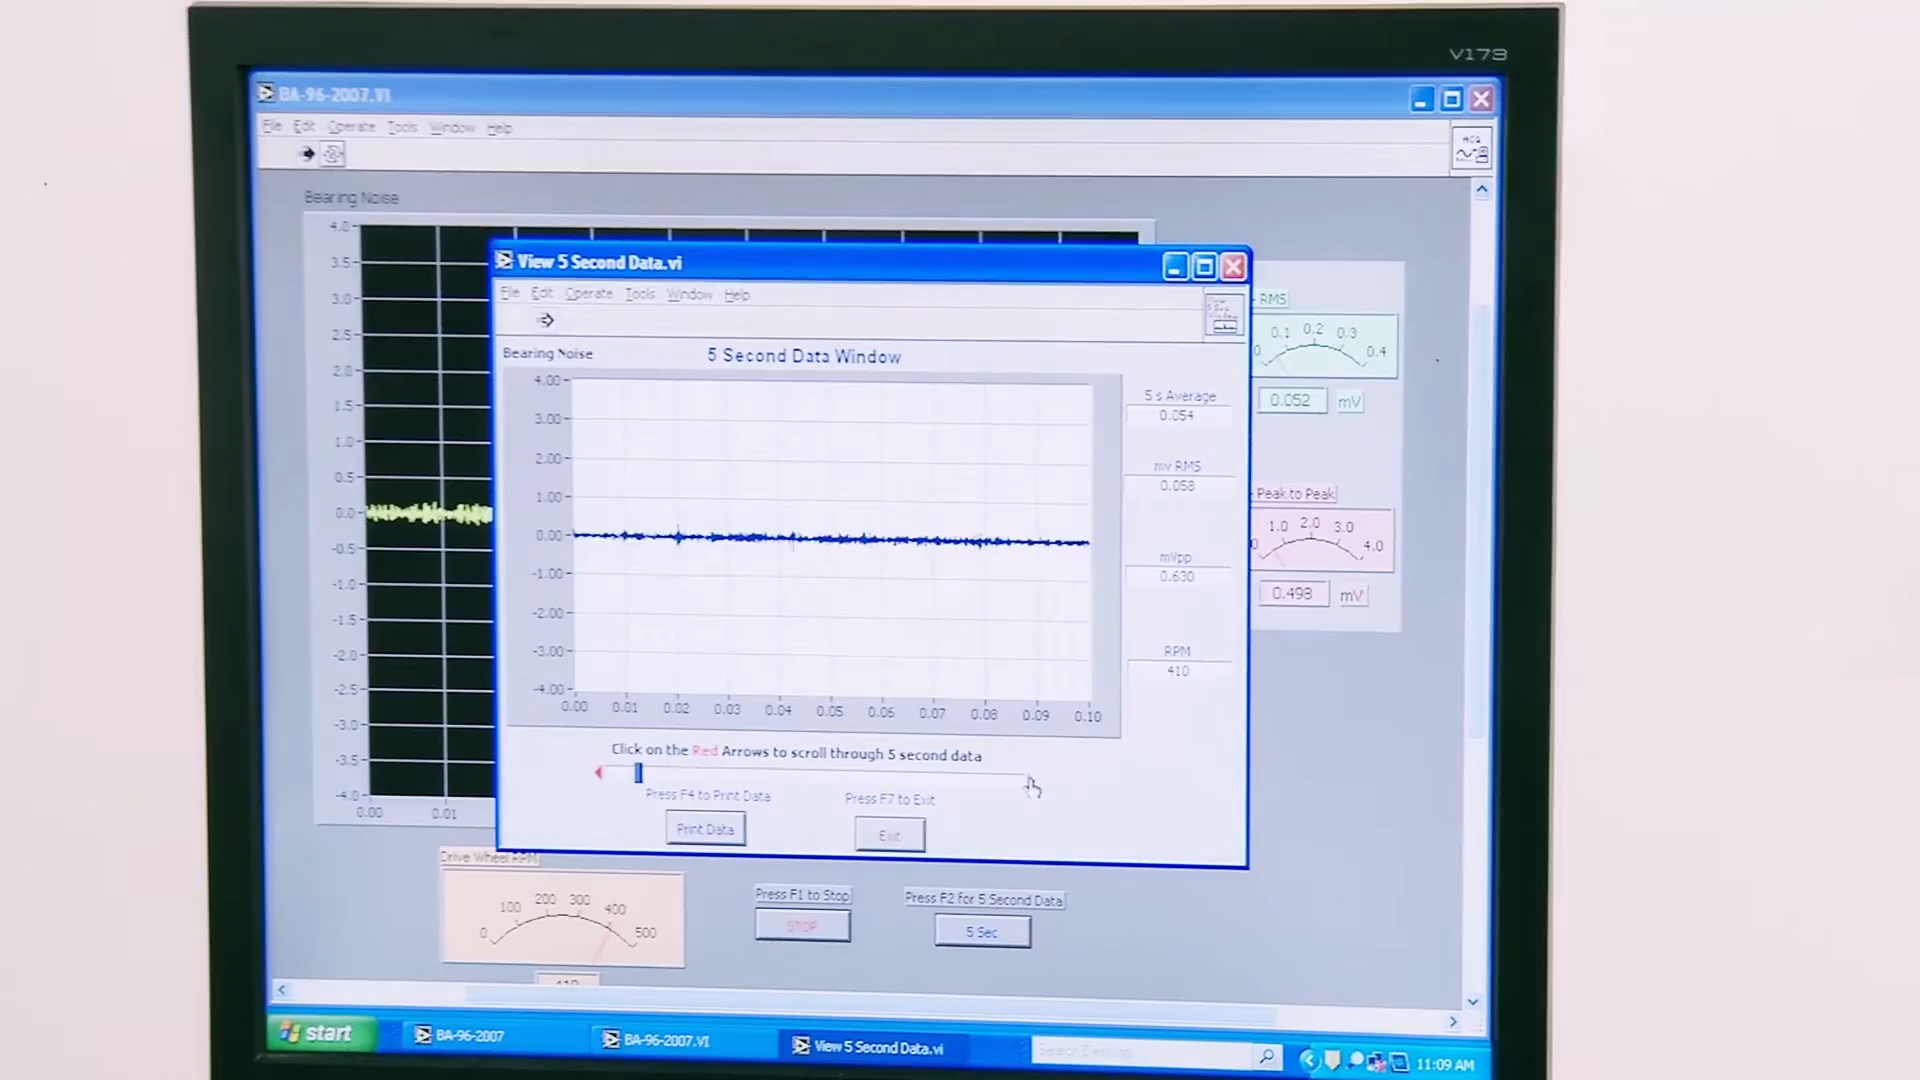 V173
BA-96-2007.VI
File Edit Operate Tools Window Help
ACQ
Bearing Noise
4.0
3.5
3.0
2.5
2.0
1.5
1.0
0.5
0.0
-0.5
-1.0
-1.5
-2.0
-2.5
-3.0
-3.5
-4.0
0.00 0.01
View 5 Second Data.vi
File Edit Operate Tools Window Help
Bearing Noise
5 Second Data Window
4.00
3.00
2.00
1.00
0.00
-1.00
-2.00
-3.00
-4.00
0.00 0.01 0.02 0.03 0.04 0.05 0.06 0.07 0.08 0.09 0.10
5 s Average
0.054
mv RMS
0.058
mVpp
0.630
RPM
410
Click on the Red Arrows to scroll through 5 second data
Press F4 to Print Data
Press F7 to Exit
Print Data
Exit
RMS
0 0.1 0.2 0.3 0.4
0.052 mV
Peak to Peak
0 1.0 2.0 3.0 4.0
0.498 mV
Drive Wheel RPM
0 100 200 300 400 500
Press F1 to Stop
STOP
Press F2 for 5 Second Data
5 Sec
start
BA-96-2007
BA-96-2007.VI
View 5 Second Data.vi
Search Desktop
11:09 AM